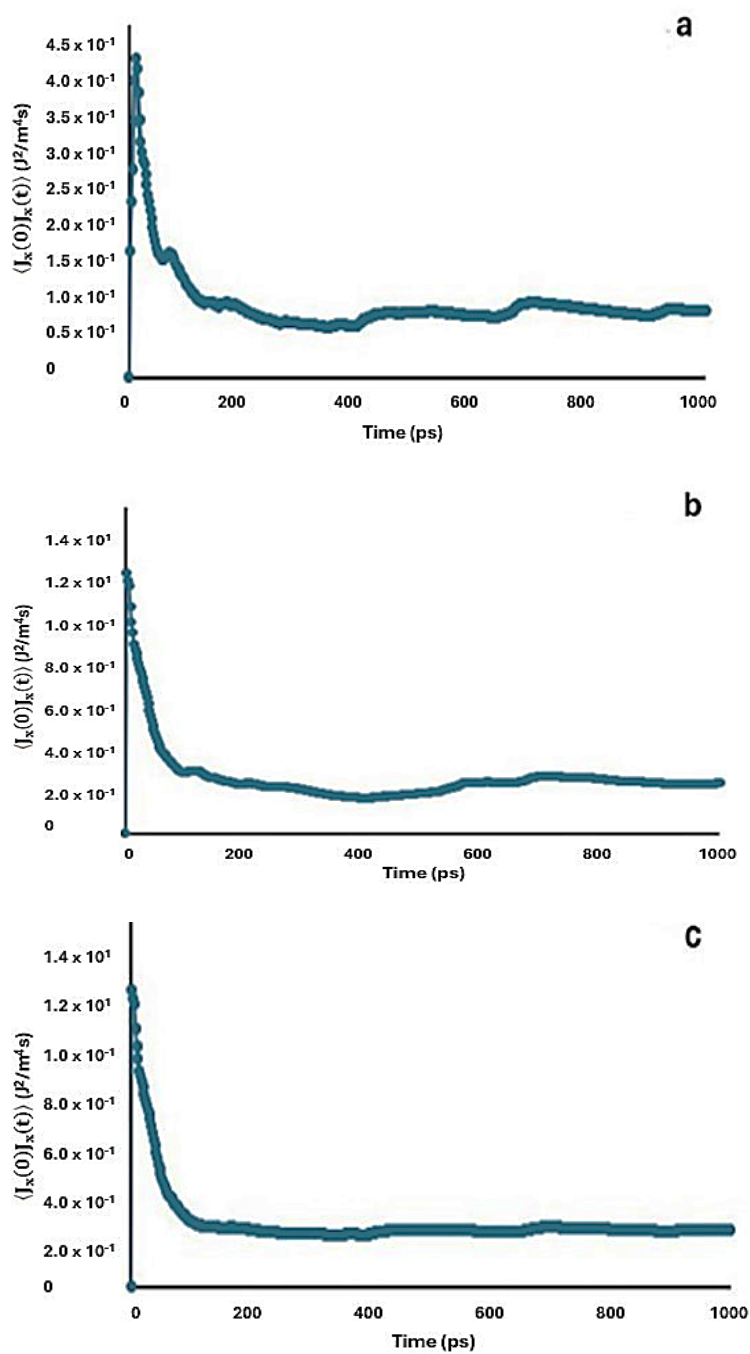 a
4.5 x 10⁻¹
4.0 x 10⁻¹
3.5 x 10⁻¹
3.0 x 10⁻¹
2.5 x 10⁻¹
2.0 x 10⁻¹
1.5 x 10⁻¹
1.0 x 10⁻¹
0.5 x 10⁻¹
0
⟨Jₓ(0)Jₓ(t)⟩ (J²/m⁴s)
0 200 400 600 800 1000
Time (ps)
b
1.4 x 10¹
1.2 x 10¹
1.0 x 10⁻¹
8.0 x 10⁻¹
6.0 x 10⁻¹
4.0 x 10⁻¹
2.0 x 10⁻¹
0
⟨Jₓ(0)Jₓ(t)⟩ (J²/m⁴s)
0 200 400 600 800 1000
Time (ps)
c
1.4 x 10¹
1.2 x 10¹
1.0 x 10⁻¹
8.0 x 10⁻¹
6.0 x 10⁻¹
4.0 x 10⁻¹
2.0 x 10⁻¹
0
⟨Jₓ(0)Jₓ(t)⟩ (J²/m⁴s)
0 200 400 600 800 1000
Time (ps)